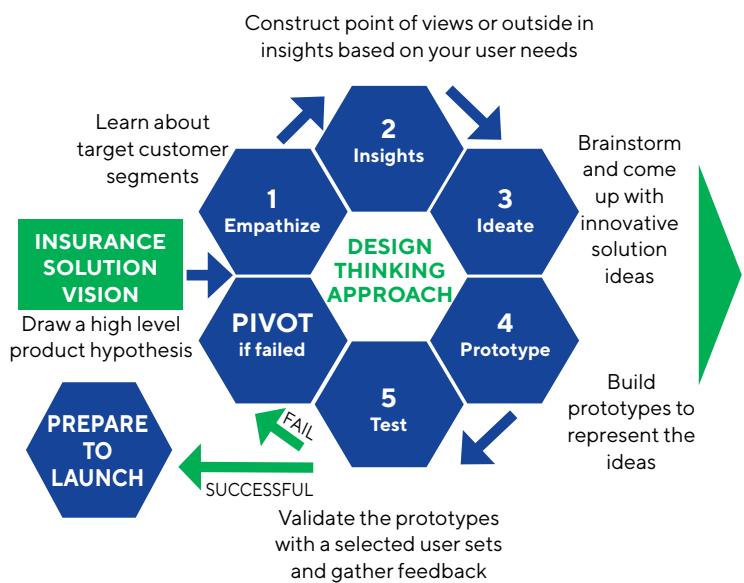 Construct point of views or outside in
insights based on your user needs
Learn about
target customer
segments
2
Insights
Brainstorm
and come
up with
innovative
solution
ideas
1
Empathize
3
Ideate
INSURANCE
SOLUTION
VISION
DESIGN
THINKING
APPROACH
Draw a high level
product hypothesis
PIVOT
if failed
4
Prototype
5
Test
Build
prototypes to
represent the
ideas
PREPARE
TO
LAUNCH
FAIL
SUCCESSFUL
Validate the prototypes
with a selected user sets
and gather feedback